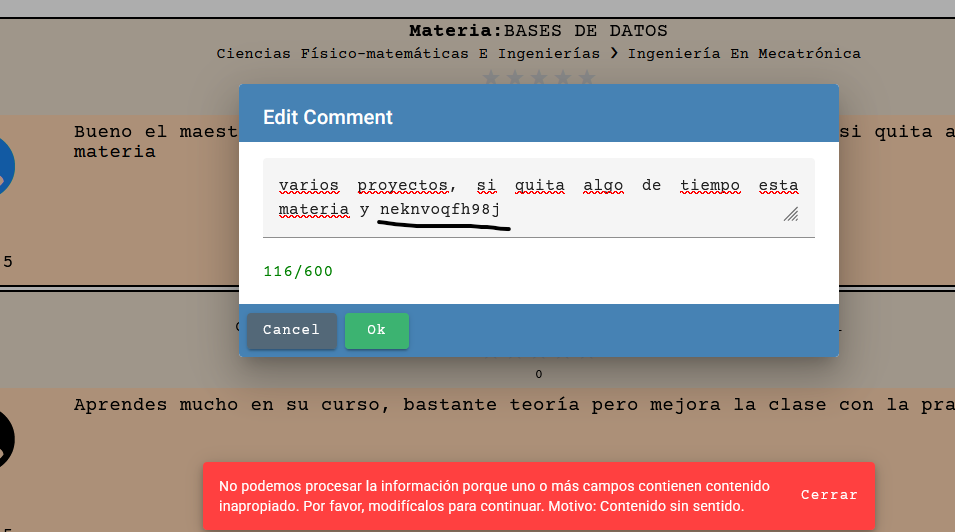 Materia:BASES DE DATOS
Ciencias Físico-matemáticas E Ingenierías ❯ Ingeniería En Mecatrónica
★★★★★
Edit Comment
Bueno el maest
si quita a
materia
varios proyectos, si quita algo de tiempo esta
materia y neknvoqfh98j
5
116/600
Cancel
Ok
0
Aprendes mucho en su curso, bastante teoría pero mejora la clase con la pra
No podemos procesar la información porque uno o más campos contienen contenido
inapropiado. Por favor, modifícalos para continuar. Motivo: Contenido sin sentido.
Cerrar